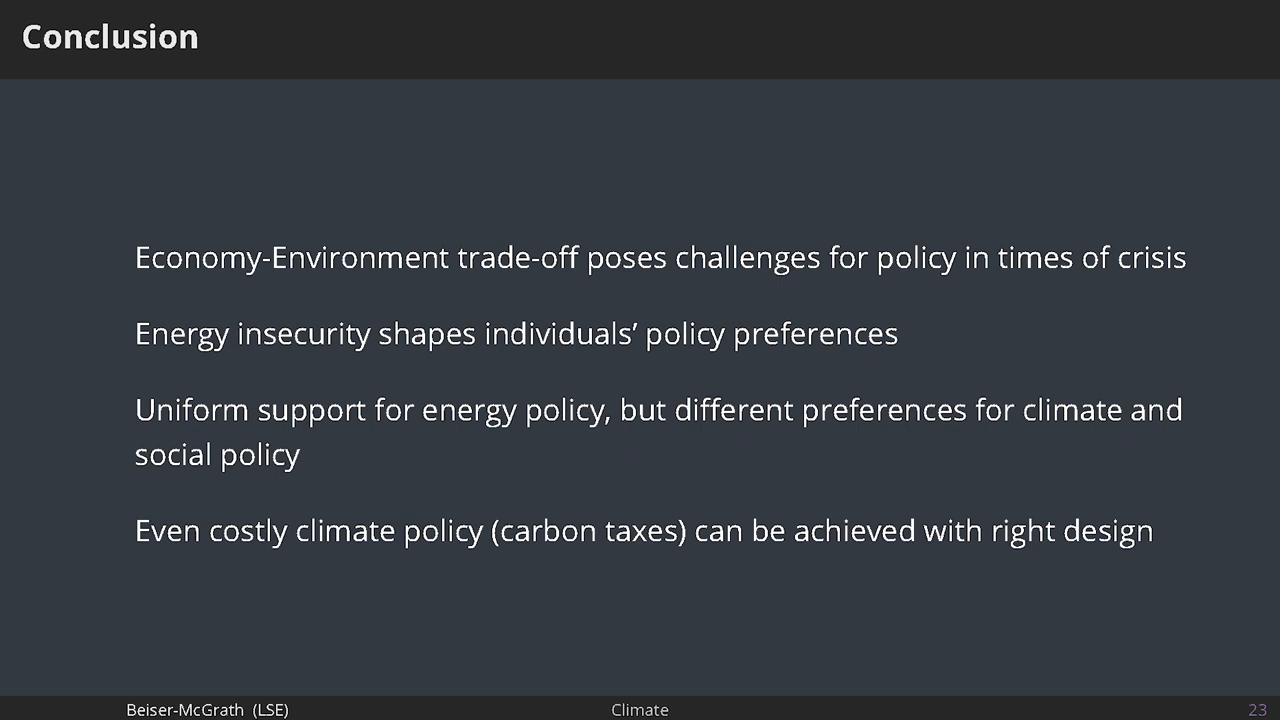 Conclusion
Economy-Environment trade-off poses challenges for policy in times of crisis
Energy insecurity shapes individuals’ policy preferences
Uniform support for energy policy, but different preferences for climate and
social policy
Even costly climate policy (carbon taxes) can be achieved with right design
Beiser-McGrath (LSE)
Climate
23